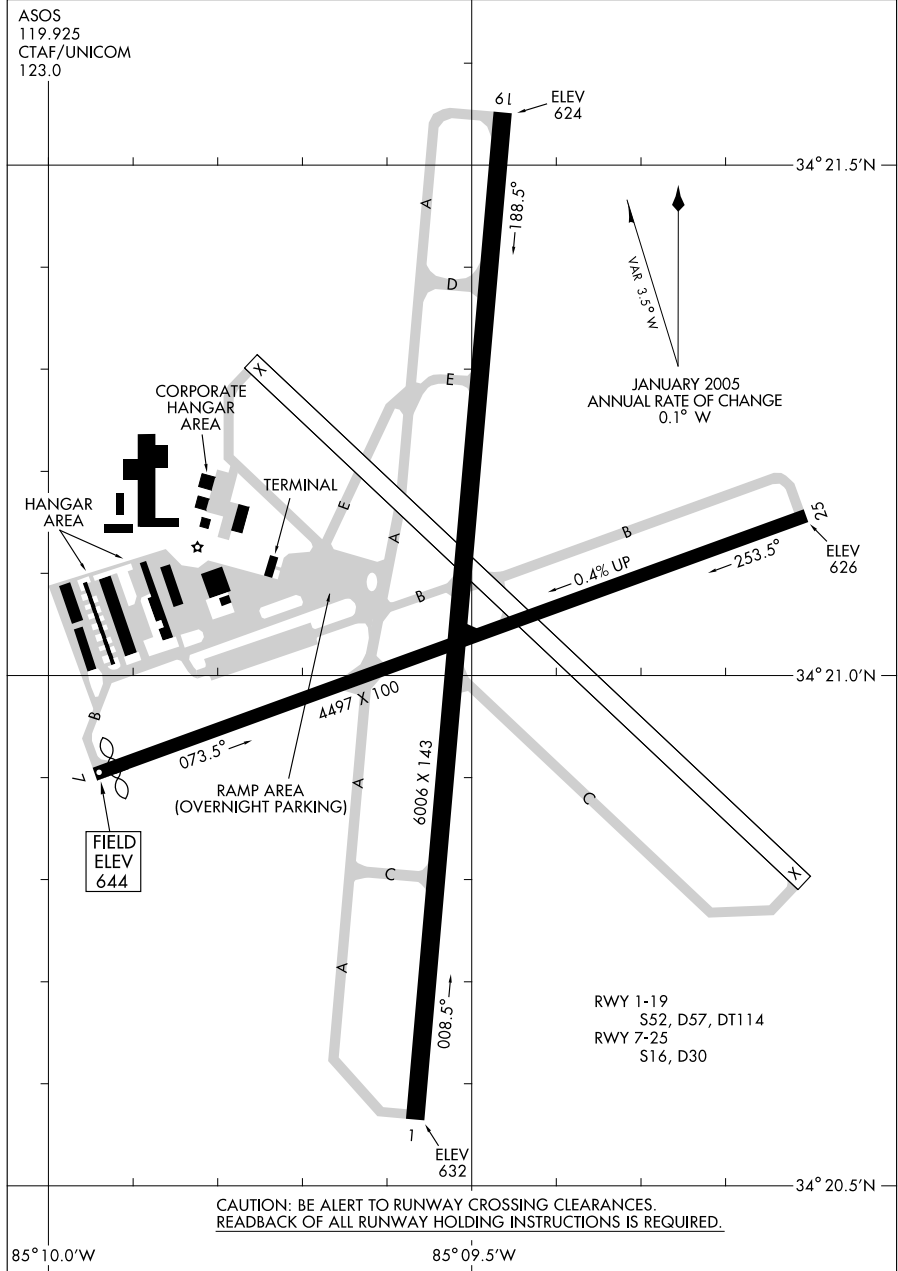 ASOS
119.925
CTAF/UNICOM
123.0
19
ELEV
624
34°21.5'N
188.5°
A
D
VAR 3.5° W
E
JANUARY 2005
ANNUAL RATE OF CHANGE
0.1° W
X
CORPORATE
HANGAR
AREA
TERMINAL
HANGAR
AREA
E
A
B
25
ELEV
626
0.4% UP
253.5°
B
34°21.0'N
4497 X 100
B
073.5°
7
RAMP AREA
(OVERNIGHT PARKING)
A
6006 X 143
C
FIELD
ELEV
644
C
X
A
008.5°
RWY 1-19
S52, D57, DT114
RWY 7-25
S16, D30
1
ELEV
632
34°20.5'N
CAUTION: BE ALERT TO RUNWAY CROSSING CLEARANCES.
READBACK OF ALL RUNWAY HOLDING INSTRUCTIONS IS REQUIRED.
85°10.0'W
85°09.5'W